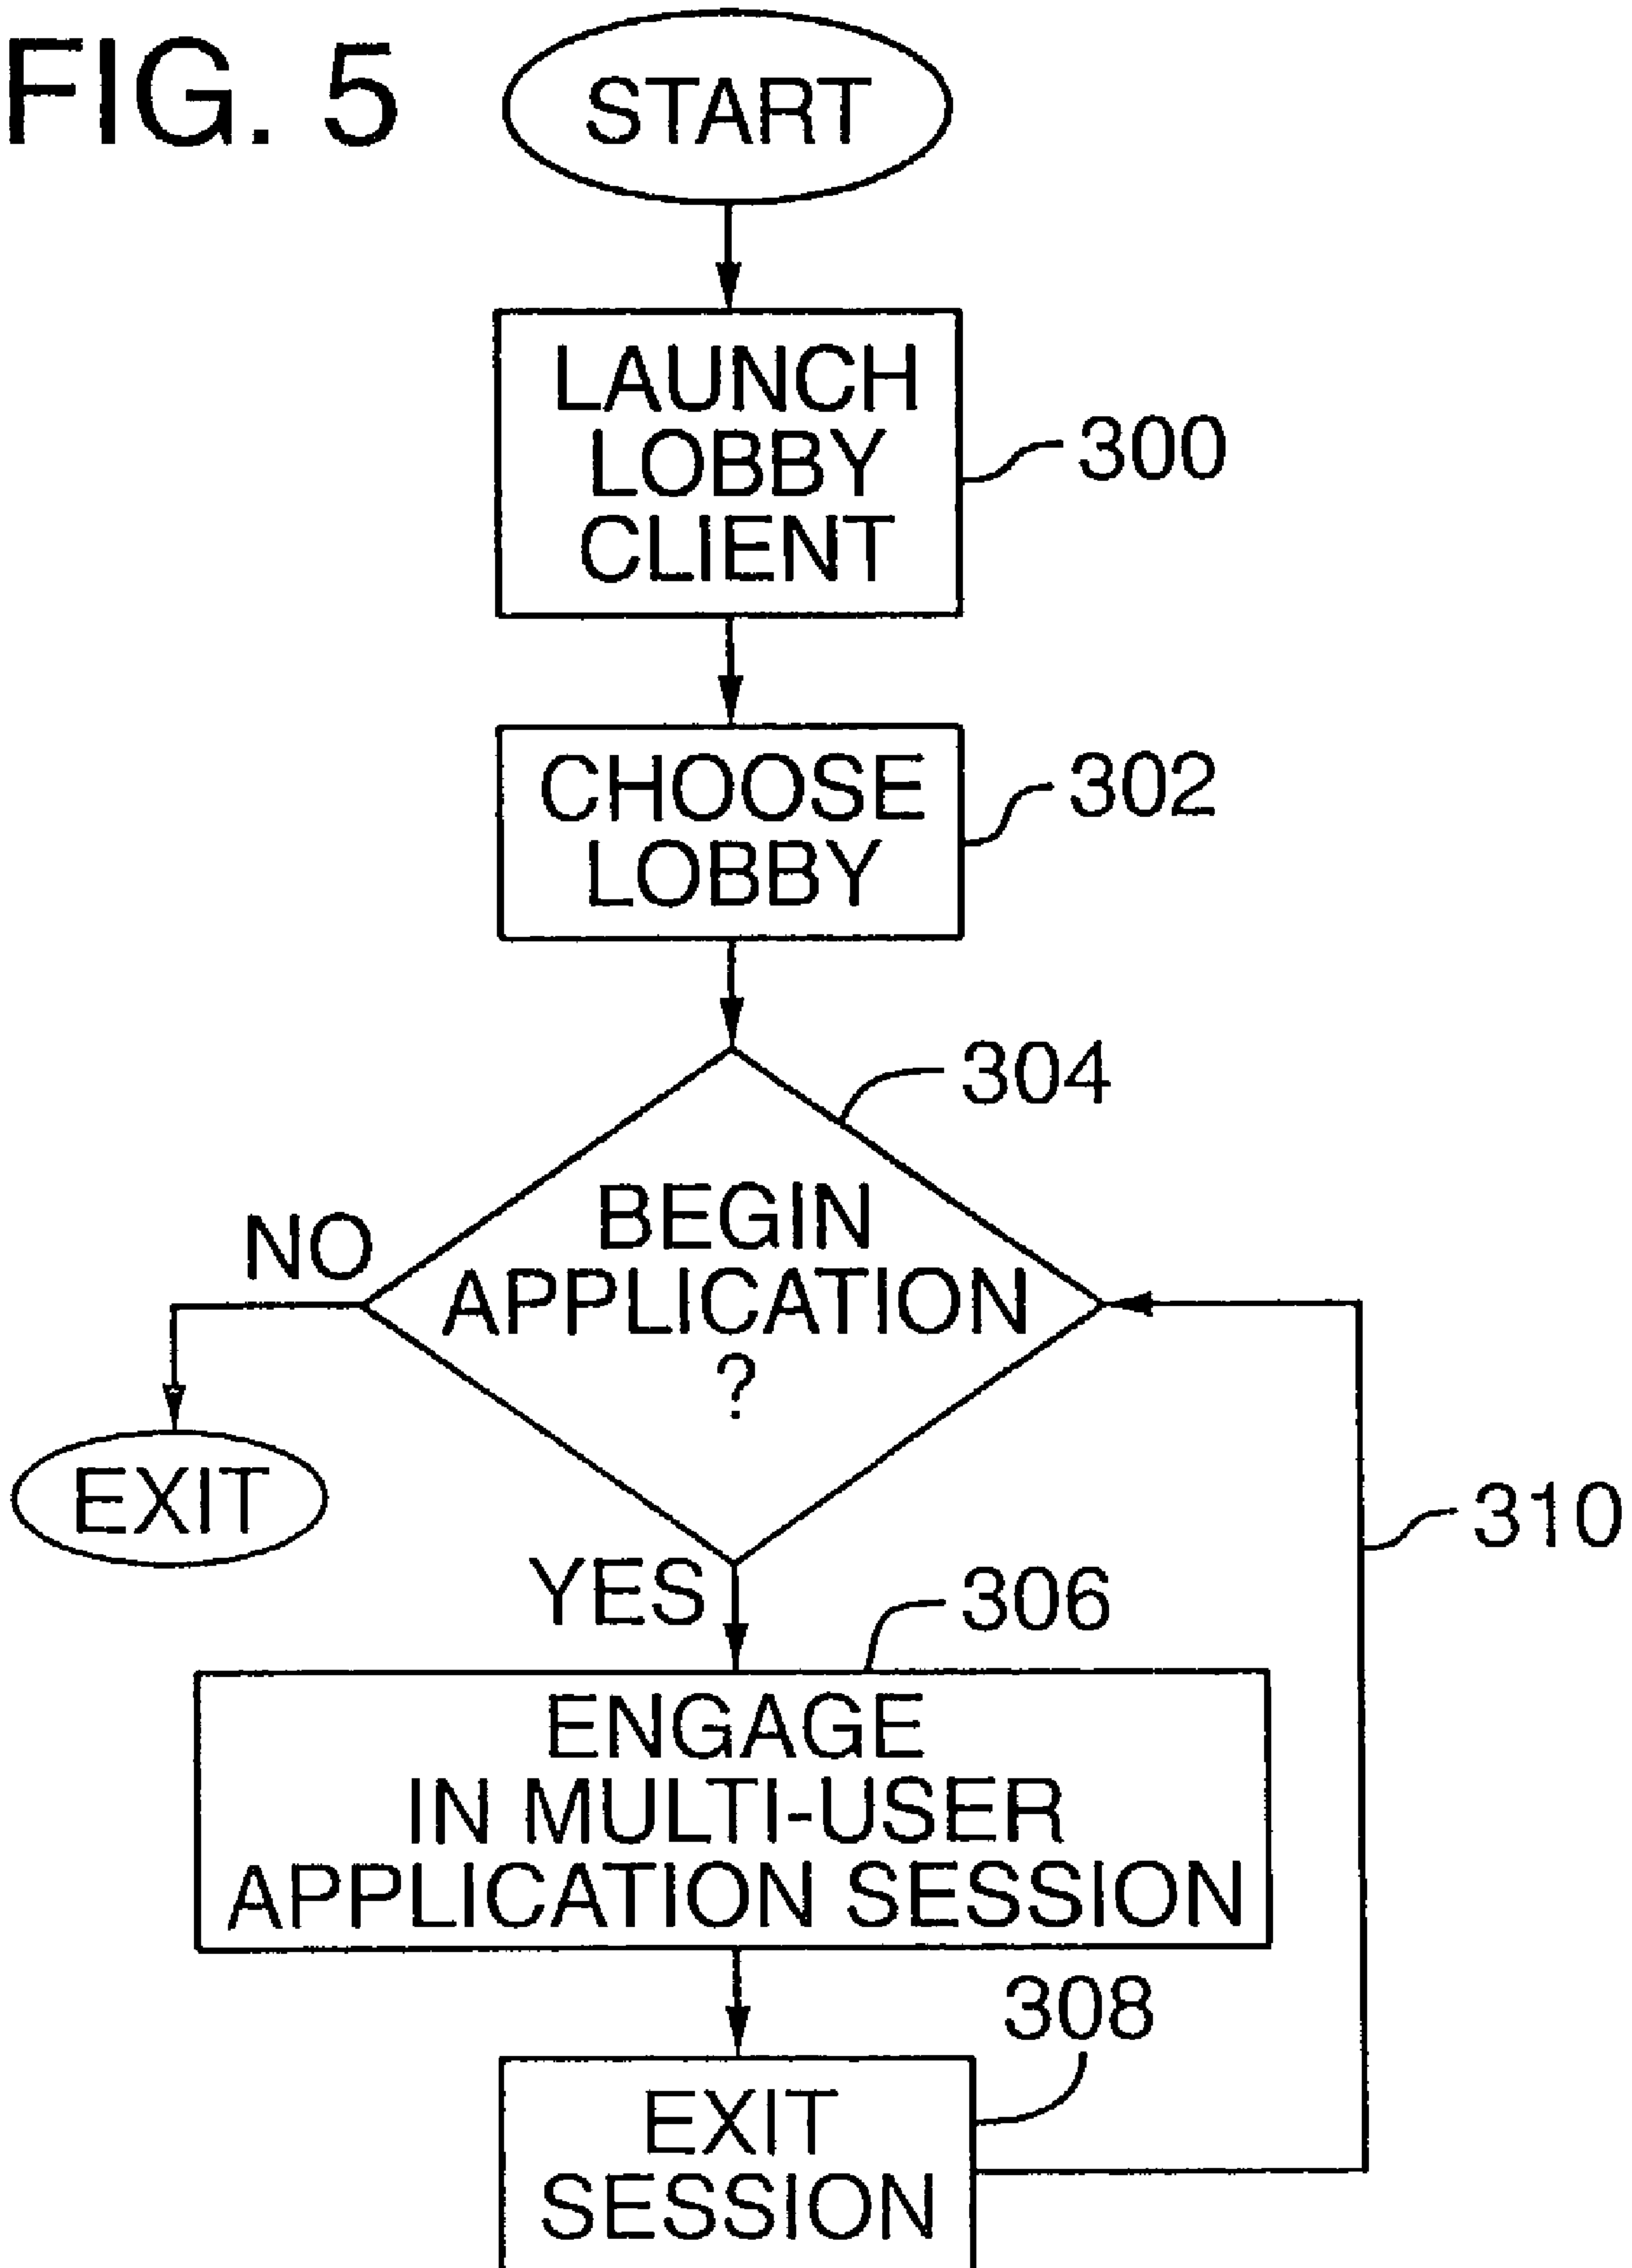 FIG. 5
START
LAUNCH
LOBBY
CLIENT
300
CHOOSE
LOBBY
302
304
BEGIN
APPLICATION
?
NO
EXIT
YES
306
310
ENGAGE
IN MULTI-USER
APPLICATION SESSION
308
EXIT
SESSION